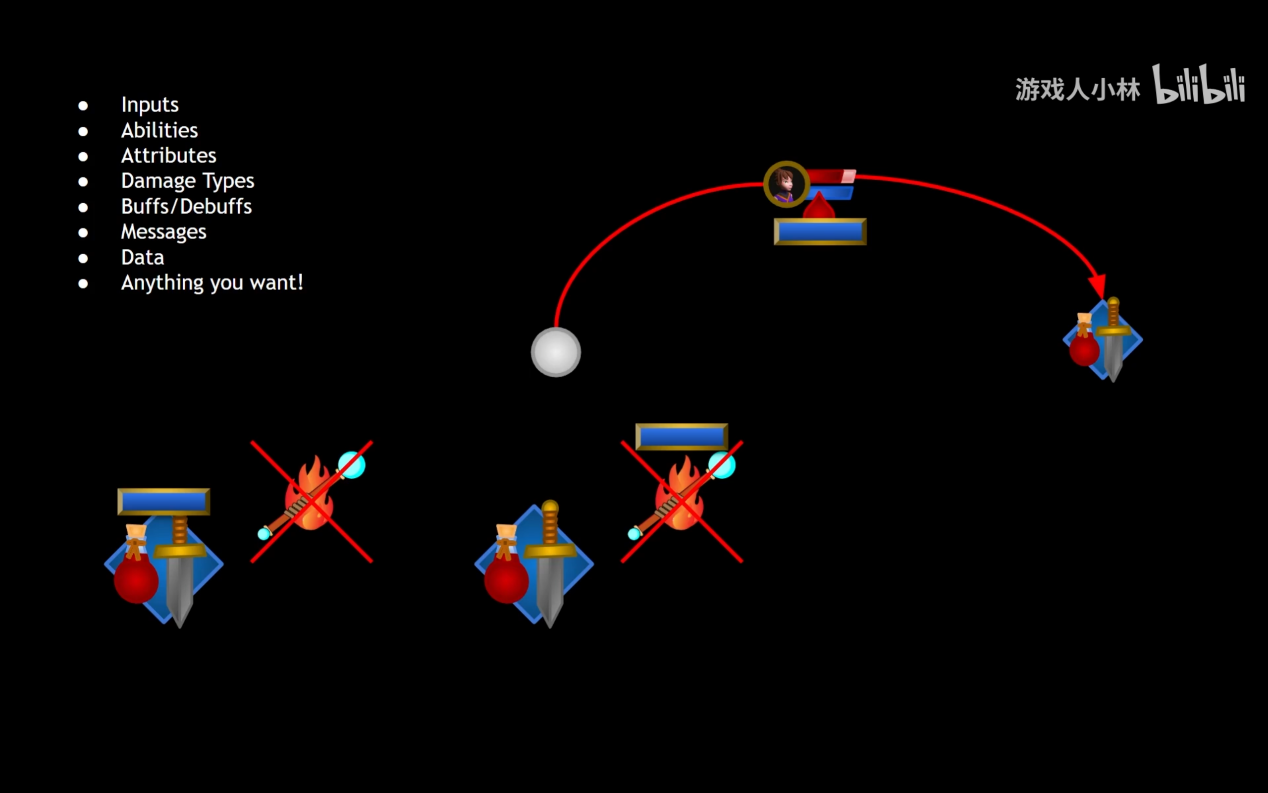 游戏人小林 bilibili
Inputs
Abilities
Attributes
Damage Types
Buffs/Debuffs
Messages
Data
Anything you want!